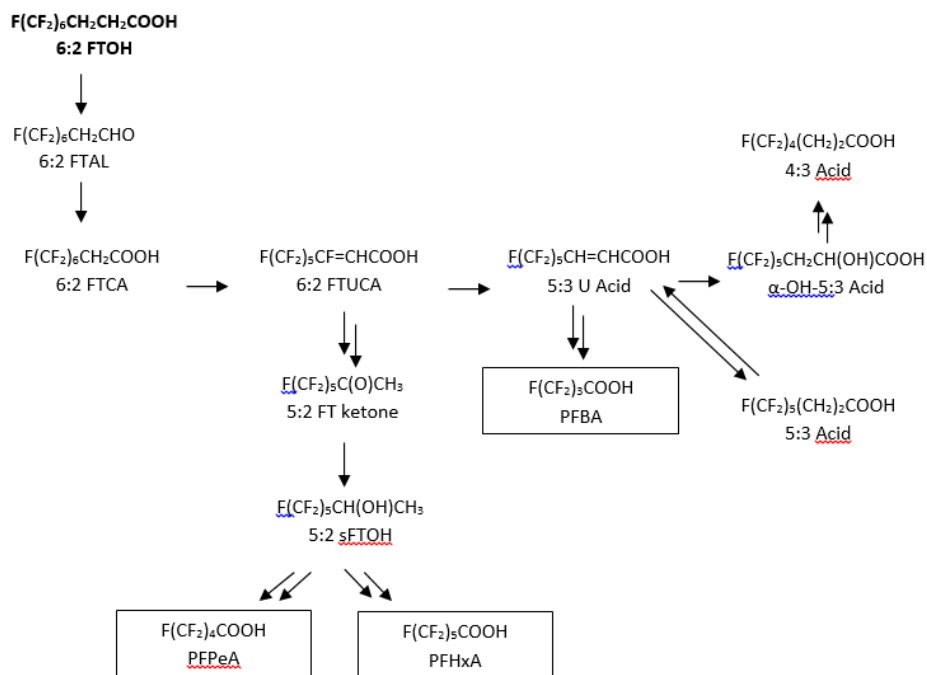 F(CF₂)₆CH₂CH₂COOH
6:2 FTOH
F(CF₂)₆CH₂CHO
6:2 FTAL
F(CF₂)₄(CH₂)₂COOH
4:3 Acid
F(CF₂)₆CH₂COOH
6:2 FTCA
F(CF₂)₅CF=CHCOOH
6:2 FTUCA
F(CF₂)₅CH=CHCOOH
5:3 U Acid
F(CF₂)₅CH₂CH(OH)COOH
α-OH-5:3 Acid
F(CF₂)₅C(O)CH₃
5:2 FT ketone
F(CF₂)₃COOH
PFBA
F(CF₂)₅(CH₂)₂COOH
5:3 Acid
F(CF₂)₅CH(OH)CH₃
5:2 sFTOH
F(CF₂)₄COOH
PFPeA
F(CF₂)₅COOH
PFHxA